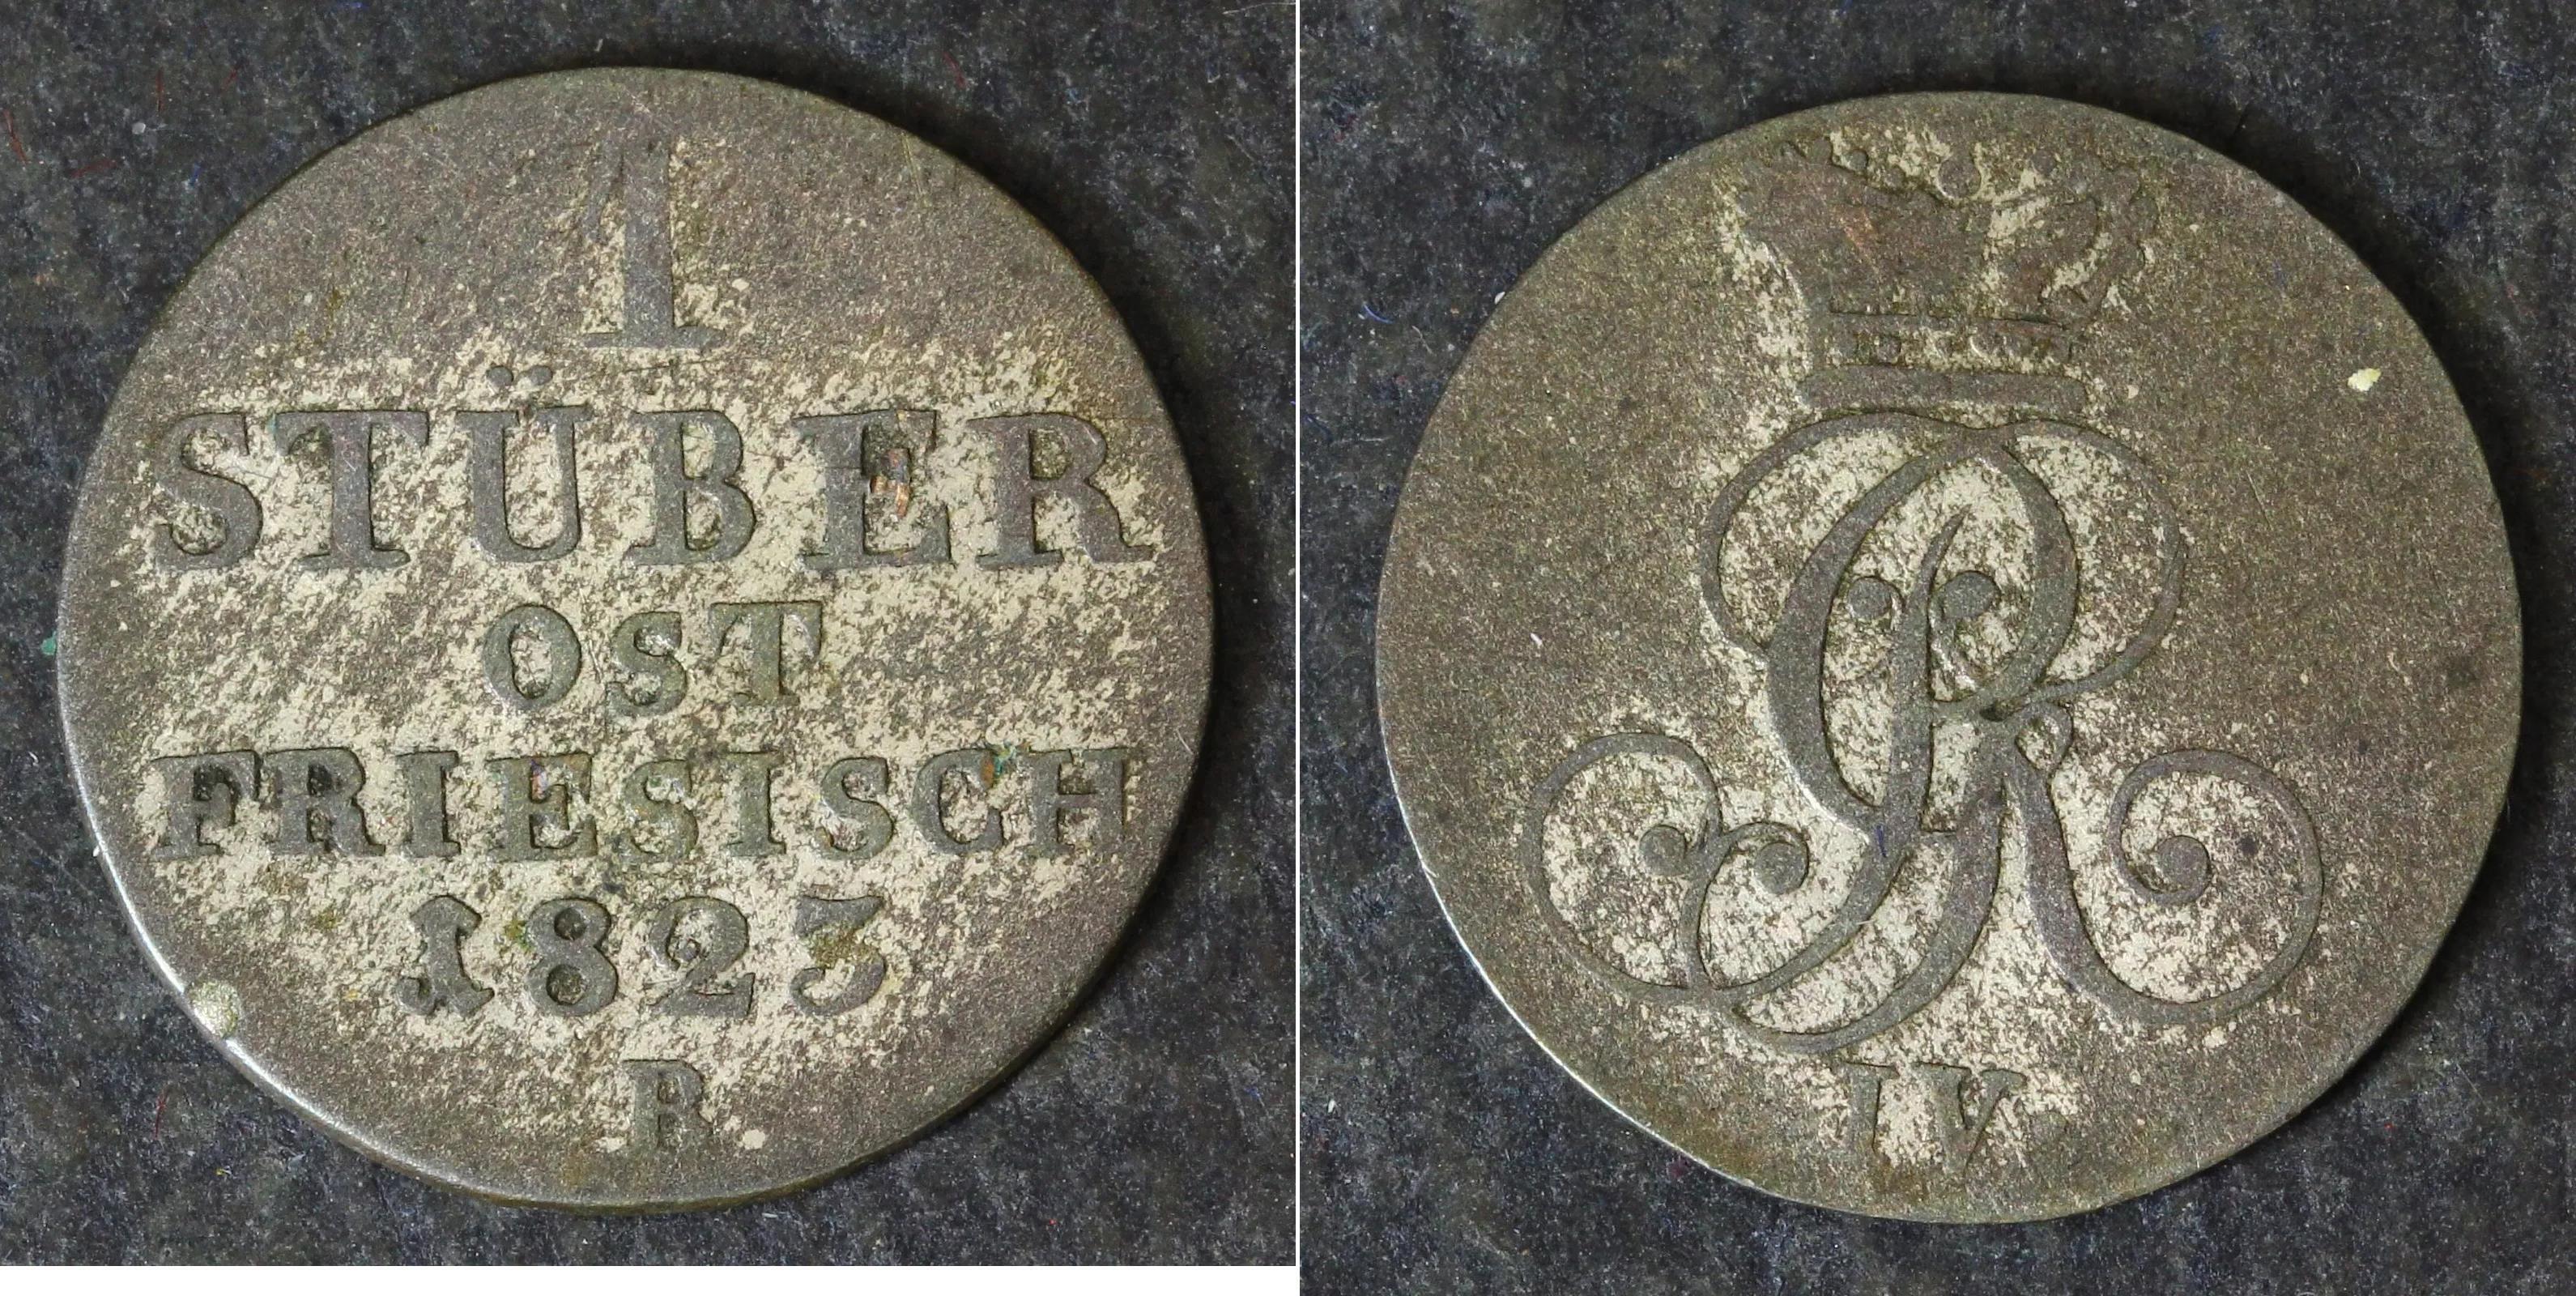 1
STÜBER
OST
FRIESISCH
1823
B
GR
IV